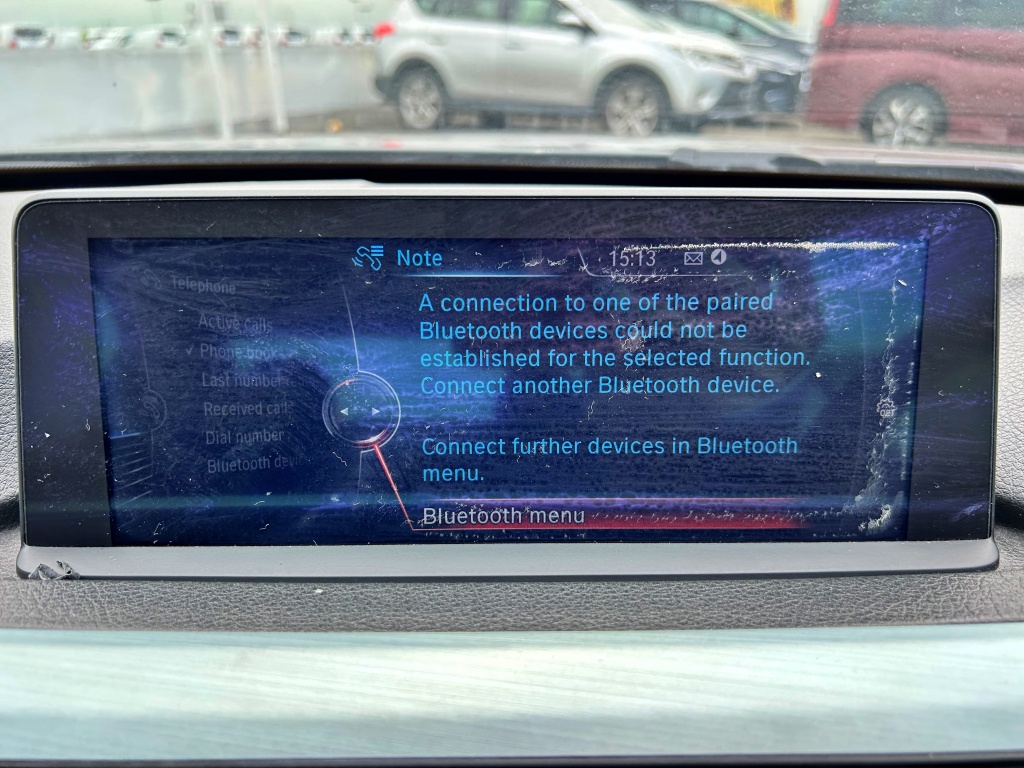 Note
15:13
Telephone
Active calls
✓ Phone book
Last number
Received calls
Dial number
Bluetooth devi
A connection to one of the paired
Bluetooth devices could not be
established for the selected function.
Connect another Bluetooth device.
Connect further devices in Bluetooth
menu.
Bluetooth menu